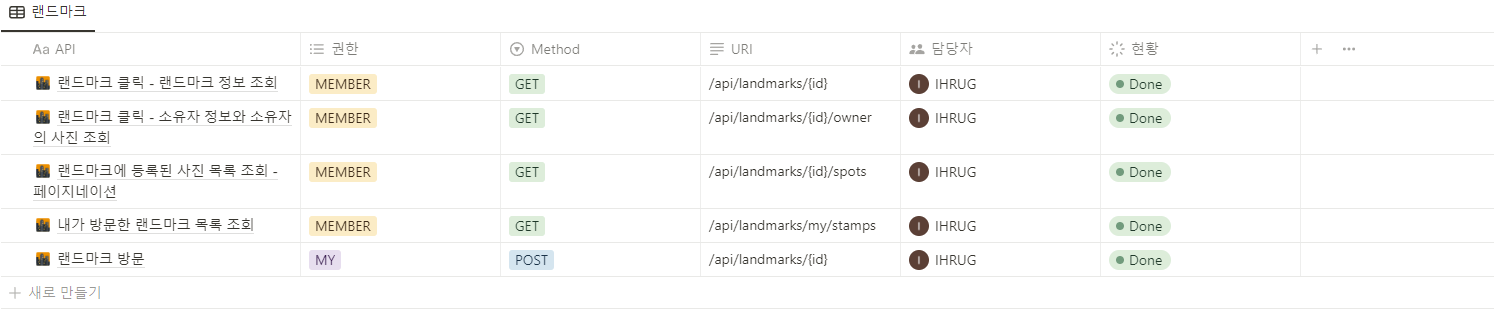 랜드마크
Aa API 권한 Method URI 담당자 현황
랜드마크 클릭 - 랜드마크 정보 조회 MEMBER GET /api/landmarks/{id} I IHRUG Done
랜드마크 클릭 - 소유자 정보와 소유자 MEMBER GET /api/landmarks/{id}/owner I IHRUG Done
의 사진 조회
랜드마크에 등록된 사진 목록 조회 - MEMBER GET /api/landmarks/{id}/spots I IHRUG Done
페이지네이션
내가 방문한 랜드마크 목록 조회 MEMBER GET /api/landmarks/my/stamps I IHRUG Done
랜드마크 방문 MY POST /api/landmarks/{id} I IHRUG Done
새로 만들기